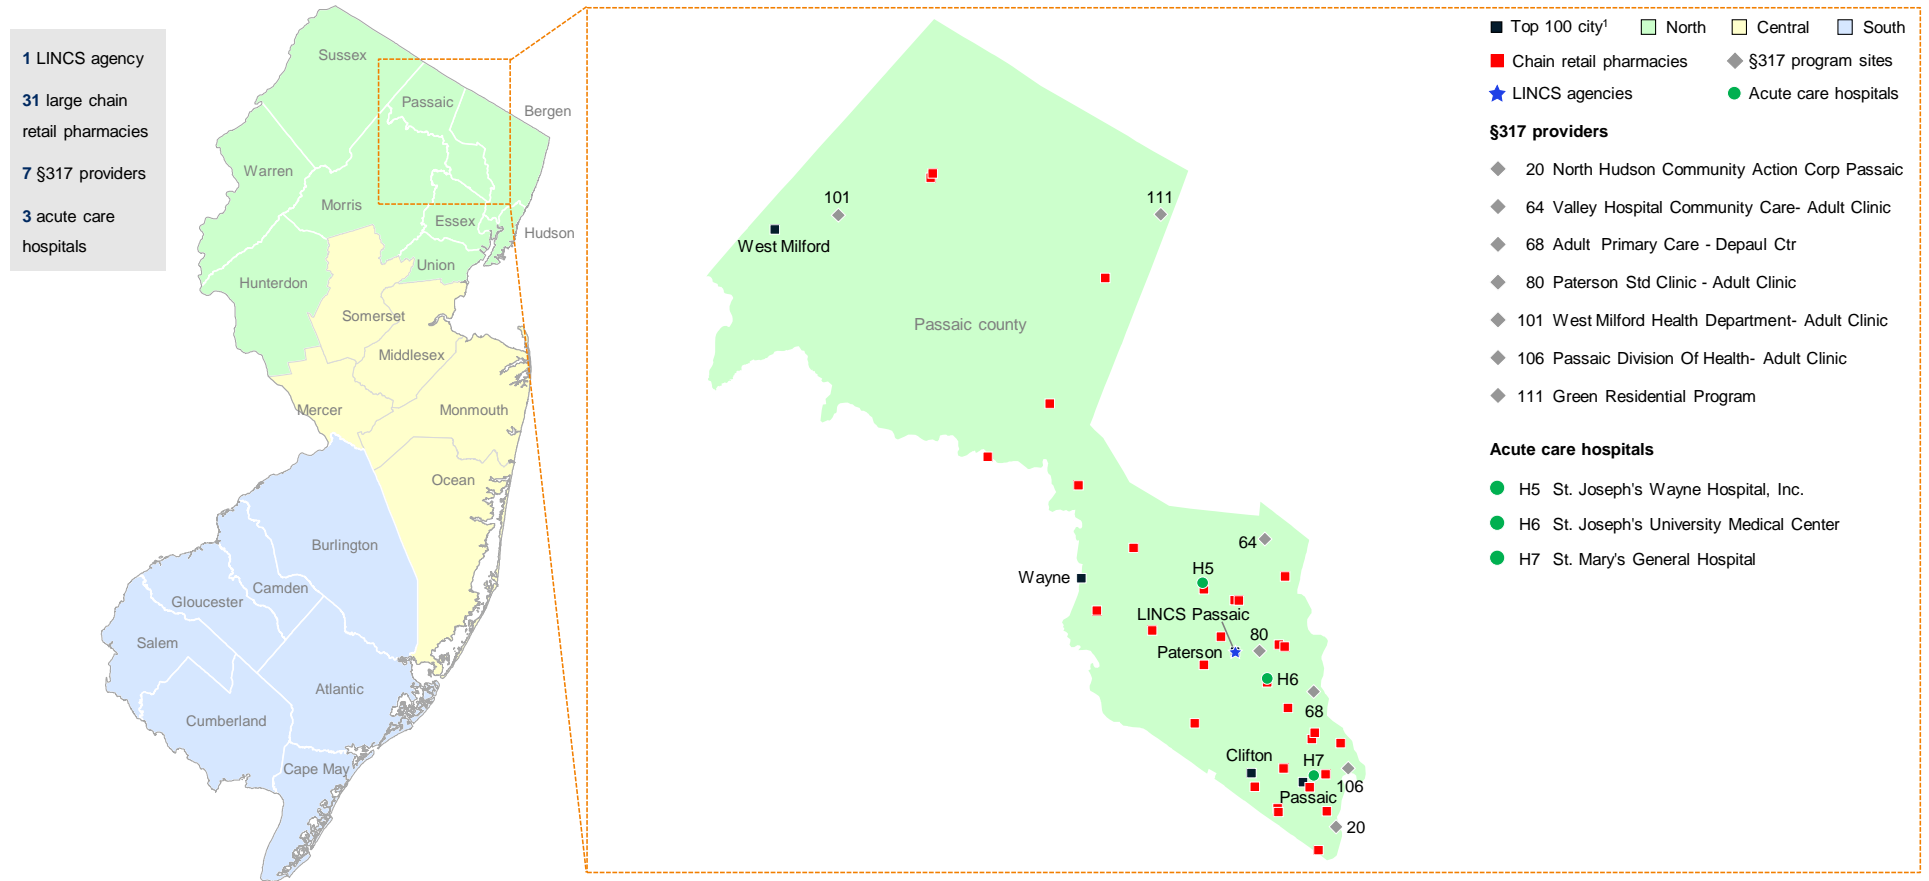 1 LINCS agency
31 large chain
retail pharmacies
7 §317 providers
3 acute care
hospitals
Sussex
Passaic
Bergen
Warren
Morris
Essex
Hudson
Union
Hunterdon
Somerset
Middlesex
Mercer
Monmouth
Ocean
Burlington
Camden
Gloucester
Salem
Atlantic
Cumberland
Cape May
101
111
West Milford
Passaic county
64
Wayne
H5
LINCS Passaic
80
Paterson
H6
68
Clifton
H7
106
Passaic
20
Top 100 city¹
North
Central
South
Chain retail pharmacies
§317 program sites
LINCS agencies
Acute care hospitals
§317 providers
20 North Hudson Community Action Corp Passaic
64 Valley Hospital Community Care- Adult Clinic
68 Adult Primary Care - Depaul Ctr
80 Paterson Std Clinic - Adult Clinic
101 West Milford Health Department- Adult Clinic
106 Passaic Division Of Health- Adult Clinic
111 Green Residential Program
Acute care hospitals
H5 St. Joseph's Wayne Hospital, Inc.
H6 St. Joseph's University Medical Center
H7 St. Mary's General Hospital